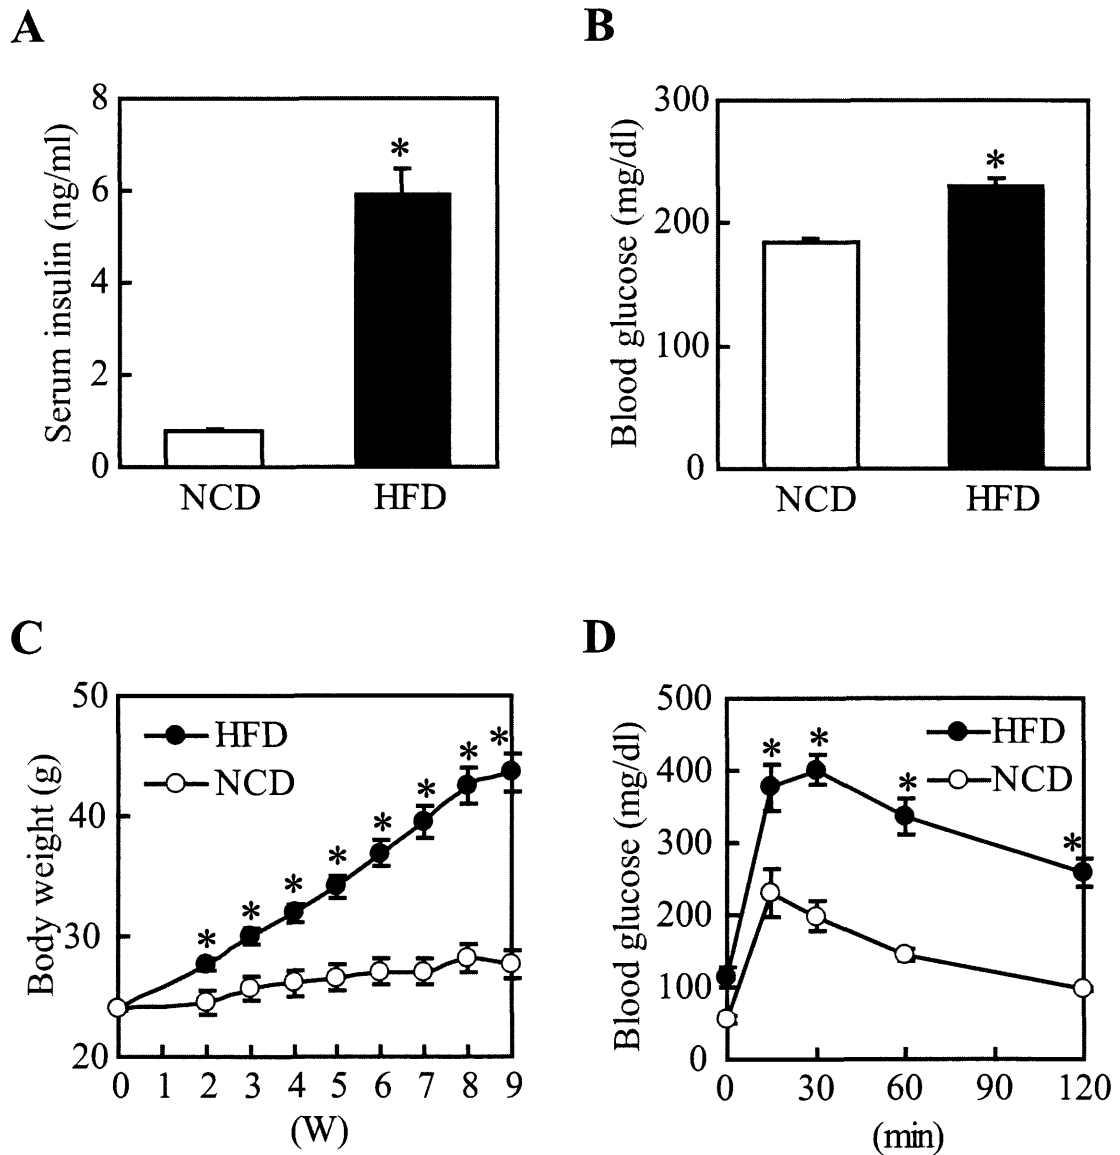 A
Serum insulin (ng/ml)
8
6
4
2
0
*
NCD
HFD
B
Blood glucose (mg/dl)
300
200
100
0
*
NCD
HFD
C
Body weight (g)
50
40
30
20
HFD
NCD
* * * * * * * *
0 1 2 3 4 5 6 7 8 9
(W)
D
Blood glucose (mg/dl)
500
400
300
200
100
0
HFD
NCD
* * * *
0 30 60 90 120
(min)